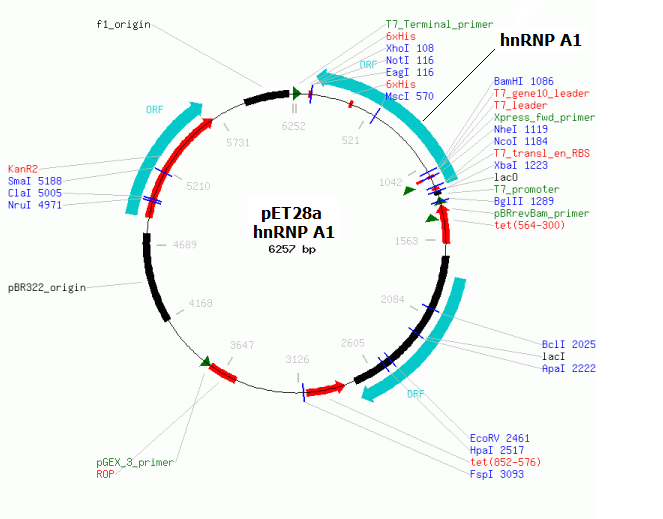 f1_origin
T7_Terminal_primer
6xHis
XhoI 108
NotI 116
EagI 116
6xHis
MscI 570
ORF
hnRNP A1
BamHI 1086
T7_gene10_leader
T7_leader
Xpress_fwd_primer
NheI 1119
NcoI 1184
T7_transl_en_RBS
XbaI 1223
lacO
T7_promoter
BglII 1289
pBRrevBam_primer
tet(564-300)
ORF
6252
521
5731
1042
KanR2
SmaI 5188
ClaI 5005
NruI 4971
5210
pET28a
hnRNP A1
6257 bp
4689
1563
pBR322_origin
4168
2084
3647
3126
2605
BclI 2025
lacI
ApaI 2222
ORF
EcoRV 2461
HpaI 2517
tet(852-576)
FspI 3093
pGEX_3_primer
ROP